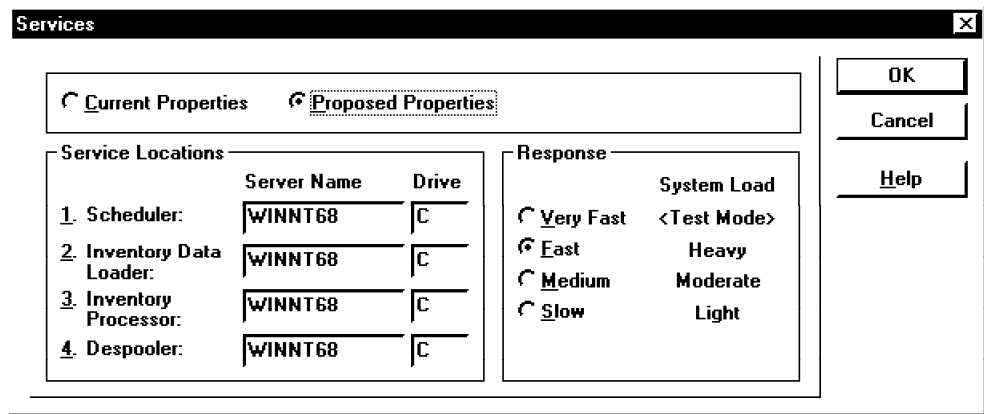 Services
Current Properties Proposed Properties
OK
Cancel
Help
Service Locations
Server Name Drive
1. Scheduler: WINNT68 C
2. Inventory Data
Loader: WINNT68 C
3. Inventory
Processor: WINNT68 C
4. Despooler: WINNT68 C
Response
System Load
Very Fast <Test Mode>
Fast Heavy
Medium Moderate
Slow Light